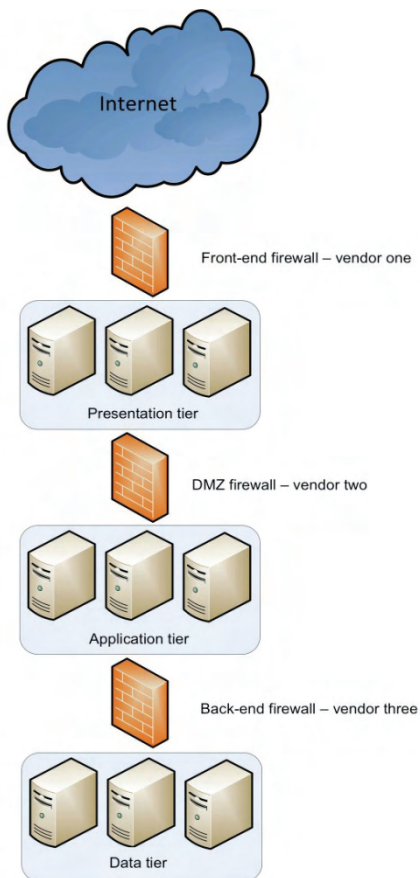 Internet
Front-end firewall – vendor one
Presentation tier
DMZ firewall – vendor two
Application tier
Back-end firewall – vendor three
Data tier